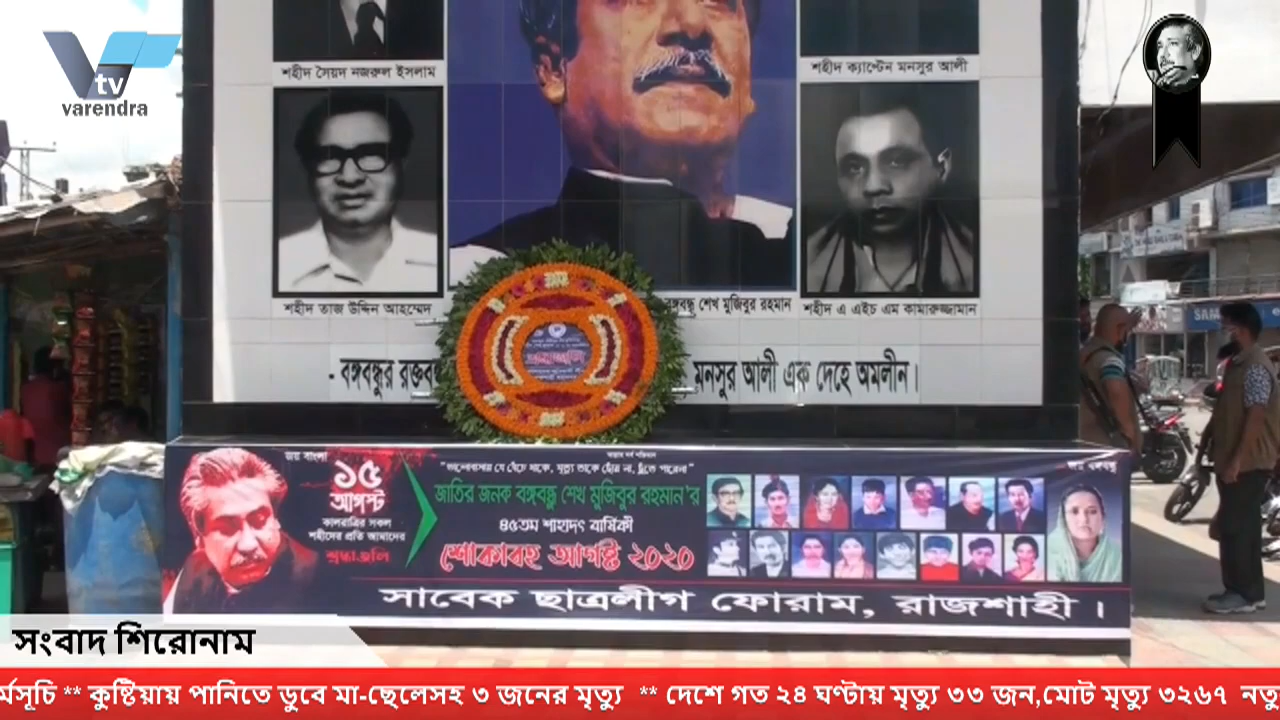 tv
varendra
শহীদ সৈয়দ নজরুল ইসলাম
শহীদ ক্যাপ্টেন মনসুর আলী
শহীদ তাজ উদ্দিন আহম্মেদ
বঙ্গবন্ধু শেখ মুজিবুর রহমান
শহীদ এ এইচ এম কামারুজ্জামান
- বঙ্গবন্ধুর
মনসুর আলী এক দেহে অমলীন।
জয় বাংলা
১৫
আগস্ট
কালরাত্রির সকল
শহীদের প্রতি আমাদের
শ্রদ্ধাঞ্জলি
জাতির জনক বঙ্গবন্ধু শেখ মুজিবুর রহমান'র
৪৫তম শাহাদৎ বার্ষিকী
শোকাবহ আগষ্ট ২০২০
সাবেক ছাত্রলীগ ফোরাম, রাজশাহী।
সংবাদ শিরোনাম
র্মসূচি ** কুষ্টিয়ায় পানিতে ডুবে মা-ছেলেসহ ৩ জনের মৃত্যু ** দেশে গত ২৪ ঘণ্টায় মৃত্যু ৩৩ জন,মোট মৃত্যু ৩২৬৭ নতু